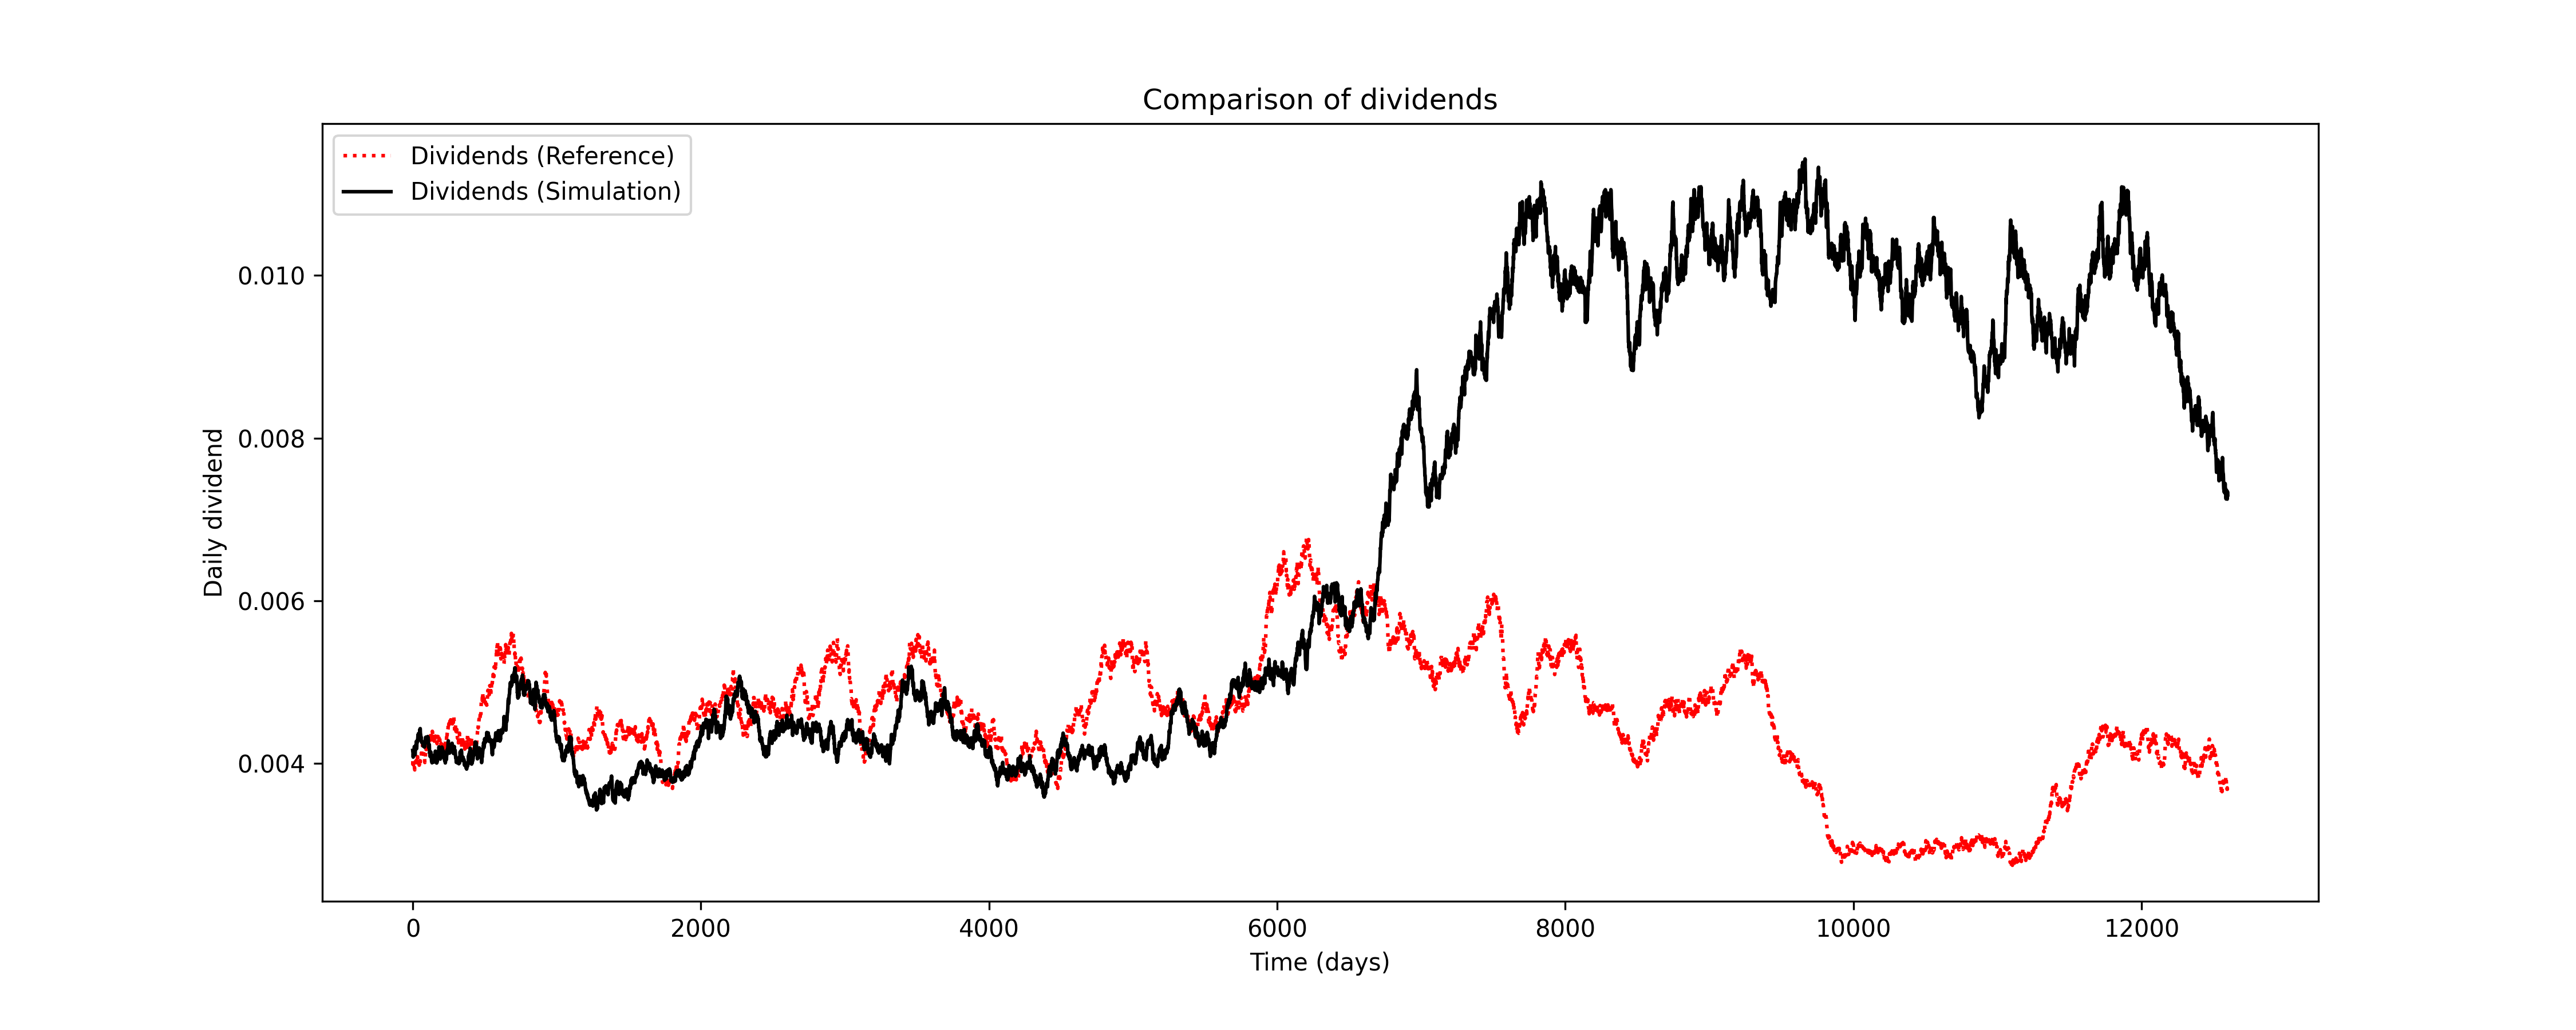 Comparison of dividends
Dividends (Reference)
Dividends (Simulation)
Daily dividend
0.010
0.008
0.006
0.004
0 2000 4000 6000 8000 10000 12000
Time (days)